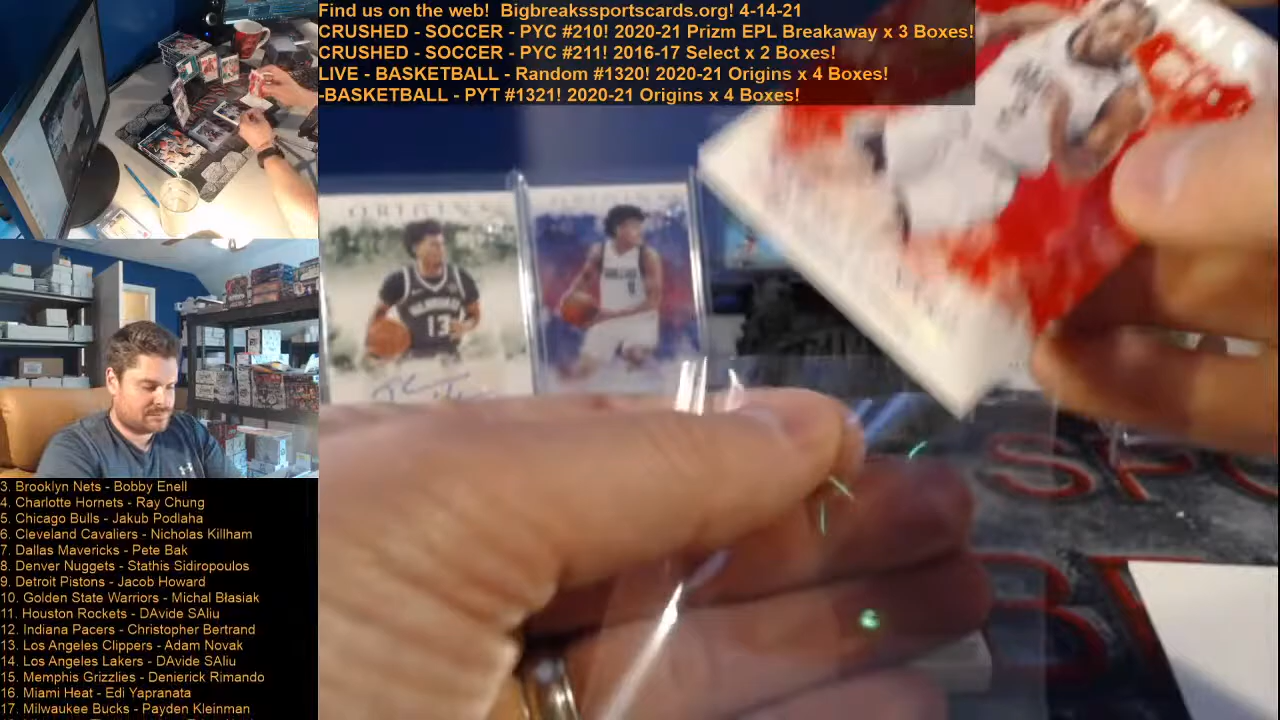 Find us on the web!  Bigbreakssportscards.org! 4-14-21
CRUSHED - SOCCER - PYC #210! 2020-21 Prizm EPL Breakaway x 3 Boxes!
CRUSHED - SOCCER - PYC #211! 2016-17 Select x 2 Boxes!
LIVE - BASKETBALL - Random #1320! 2020-21 Origins x 4 Boxes!
-BASKETBALL - PYT #1321! 2020-21 Origins x 4 Boxes!
ORIGINS
13
3. Brooklyn Nets - Bobby Enell
4. Charlotte Hornets - Ray Chung
5. Chicago Bulls - Jakub Podlaha
6. Cleveland Cavaliers - Nicholas Killham
7. Dallas Mavericks - Pete Bak
8. Denver Nuggets - Stathis Sidiropoulos
9. Detroit Pistons - Jacob Howard
10. Golden State Warriors - Michal Błasiak
11. Houston Rockets - DAvide SAliu
12. Indiana Pacers - Christopher Bertrand
13. Los Angeles Clippers - Adam Novak
14. Los Angeles Lakers - DAvide SAliu
15. Memphis Grizzlies - Denierick Rimando
16. Miami Heat - Edi Yapranata
17. Milwaukee Bucks - Payden Kleinman